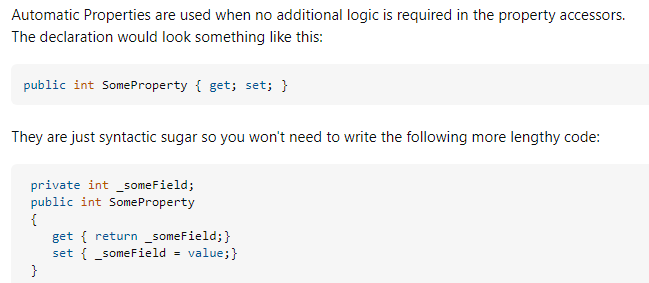 Automatic Properties are used when no additional logic is required in the property accessors.
The declaration would look something like this:
public int SomeProperty { get; set; }
They are just syntactic sugar so you won't need to write the following more lengthy code:
private int _someField;
public int SomeProperty
{
get { return _someField;}
set { _someField = value;}
}